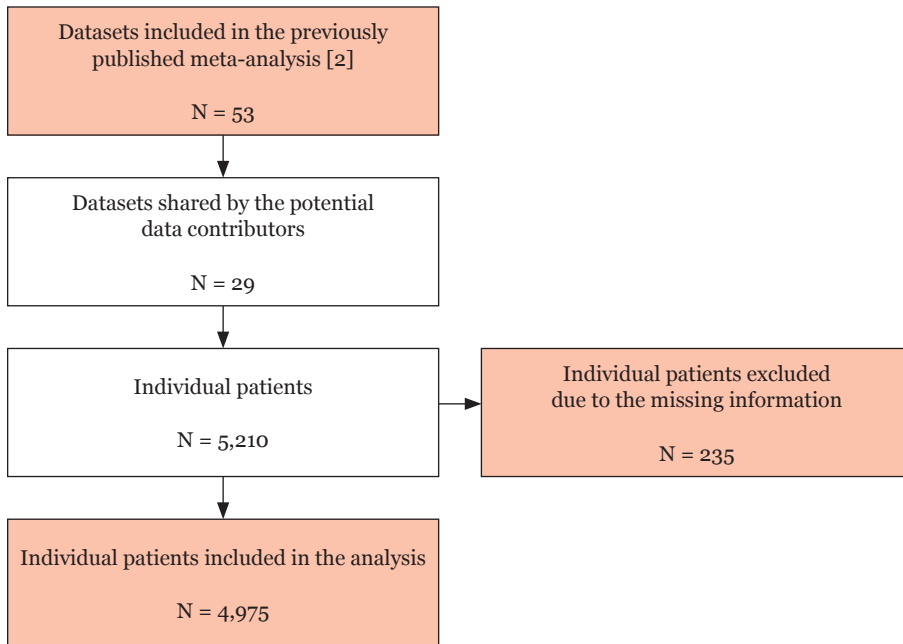 Datasets included in the previously
published meta-analysis [2]
N = 53
Datasets shared by the potential
data contributors
N = 29
Individual patients
N = 5,210
Individual patients excluded
due to the missing information
N = 235
Individual patients included in the analysis
N = 4,975